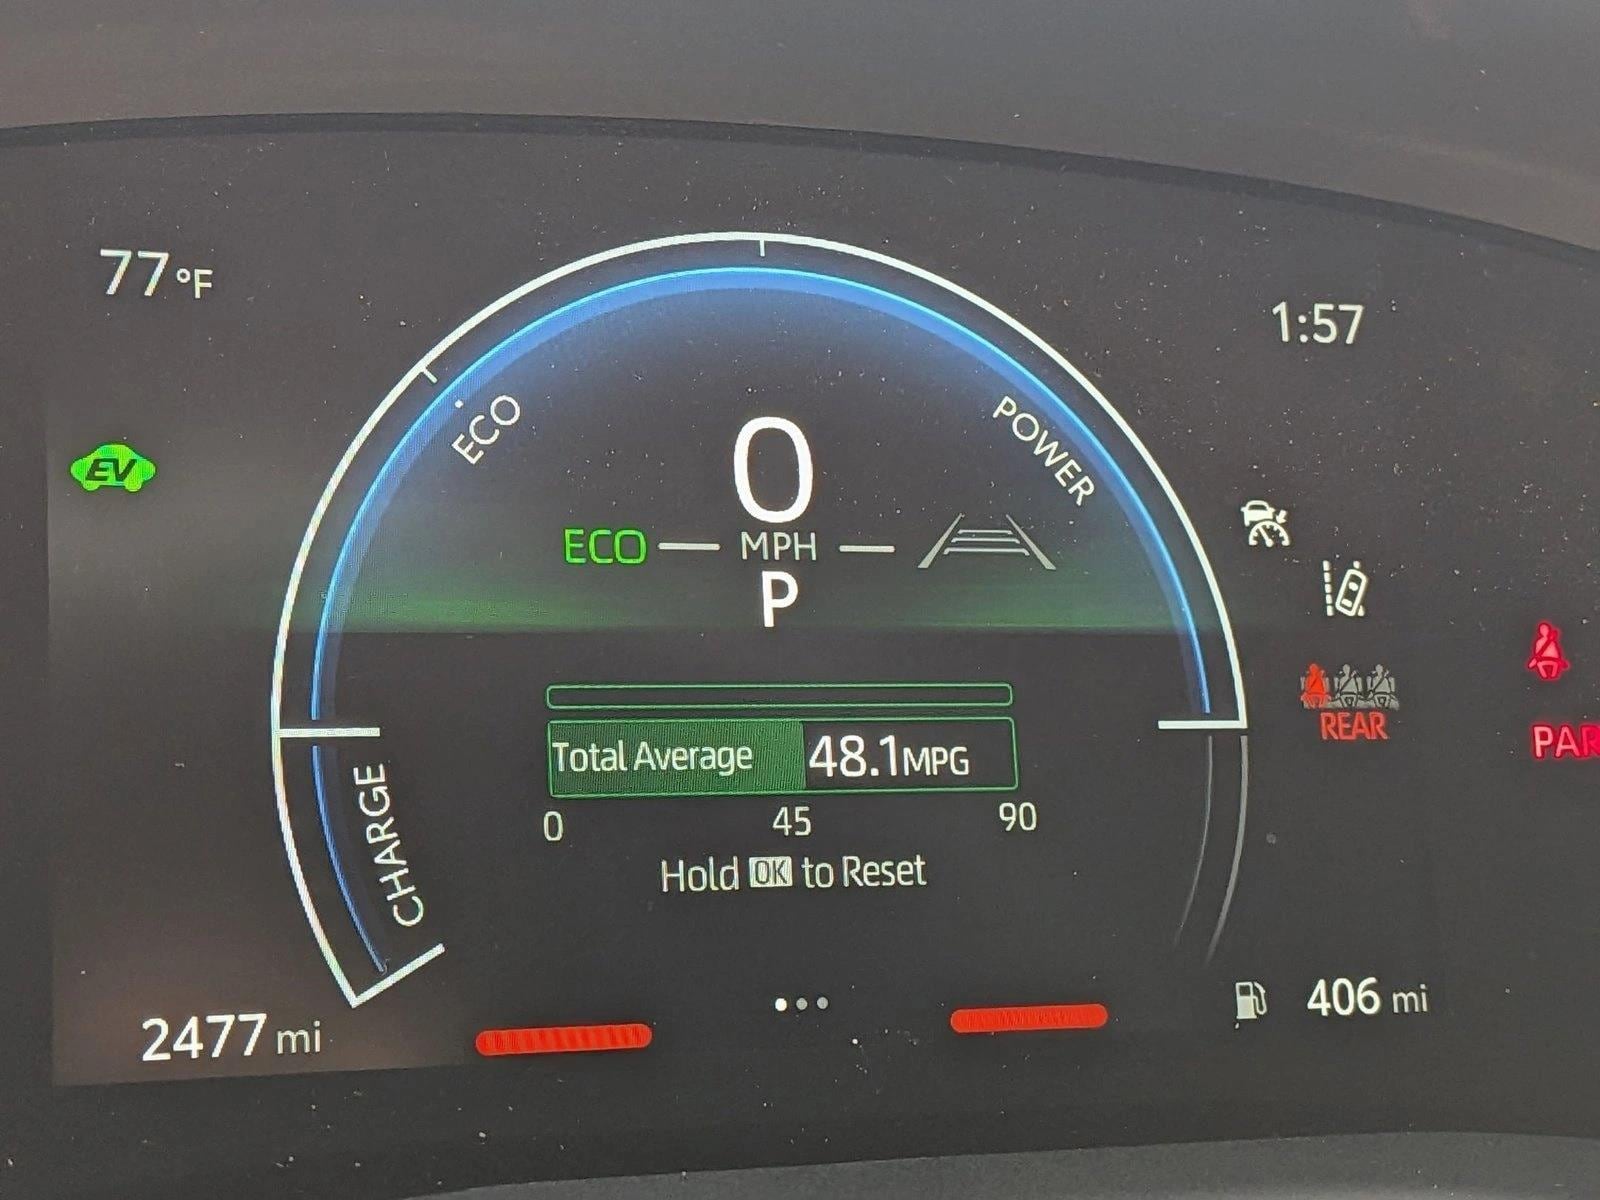 77°F
1:57
EV
ECO
POWER
0
ECO
MPH
P
REAR
PAR
Total Average 48.1MPG
0 45 90
CHARGE
Hold OK to Reset
2477 mi
406 mi